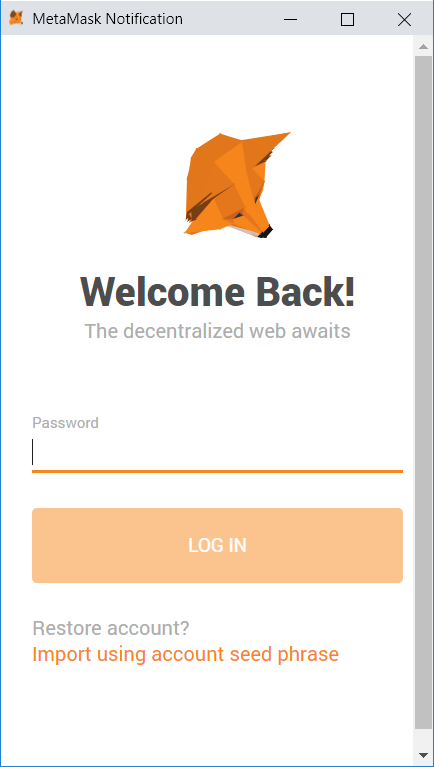 MetaMask Notification
Welcome Back!
The decentralized web awaits
Password
LOG IN
Restore account?
Import using account seed phrase